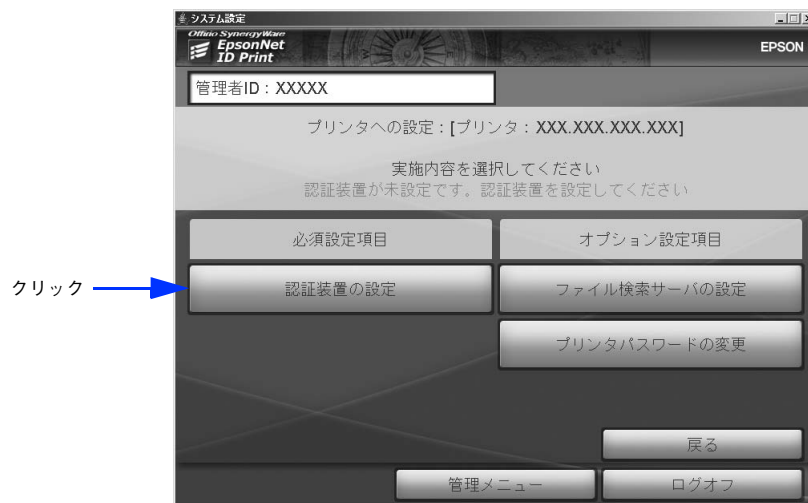 システム設定
Offirio SynergyWare
EpsonNet
ID Print
EPSON
管理者ID：XXXXX
プリンタへの設定：[プリンタ：XXX.XXX.XXX.XXX]
実施内容を選択してください
認証装置が未設定です。認証装置を設定してください
必須設定項目
オプション設定項目
クリック
認証装置の設定
ファイル検索サーバの設定
プリンタパスワードの変更
戻る
管理メニュー
ログオフ